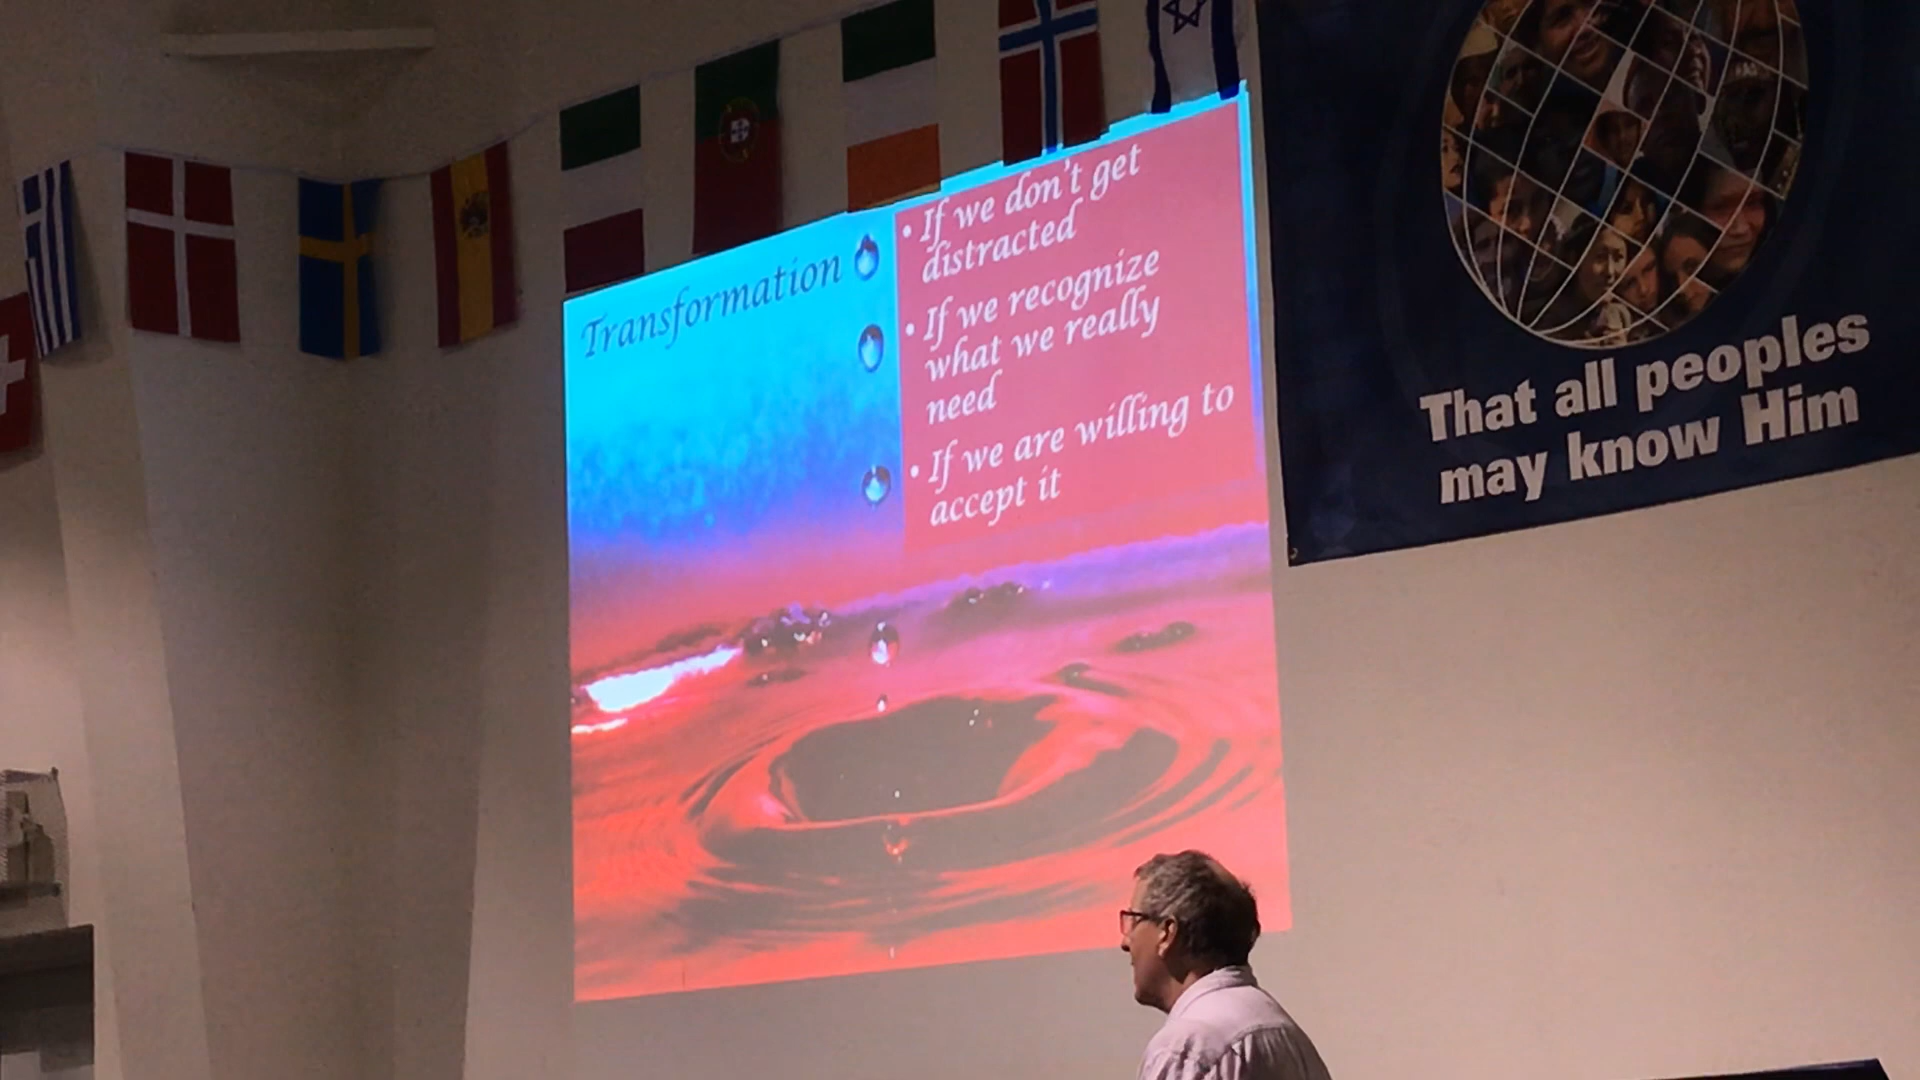 Transformation
• If we don't get
distracted
• If we recognize
what we really
need
• If we are willing to
accept it
That all peoples
may know Him